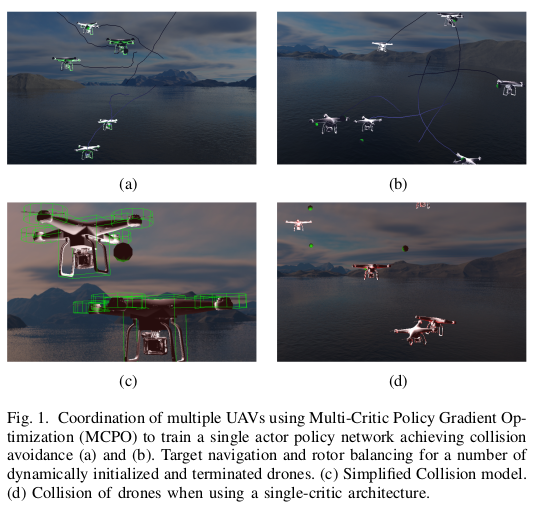 (a)
(b)
(c)
(d)
Fig. 1. Coordination of multiple UAVs using Multi-Critic Policy Gradient Op-
timization (MCPO) to train a single actor policy network achieving collision
avoidance (a) and (b). Target navigation and rotor balancing for a number of
dynamically initialized and terminated drones. (c) Simplified Collision model.
(d) Collision of drones when using a single-critic architecture.